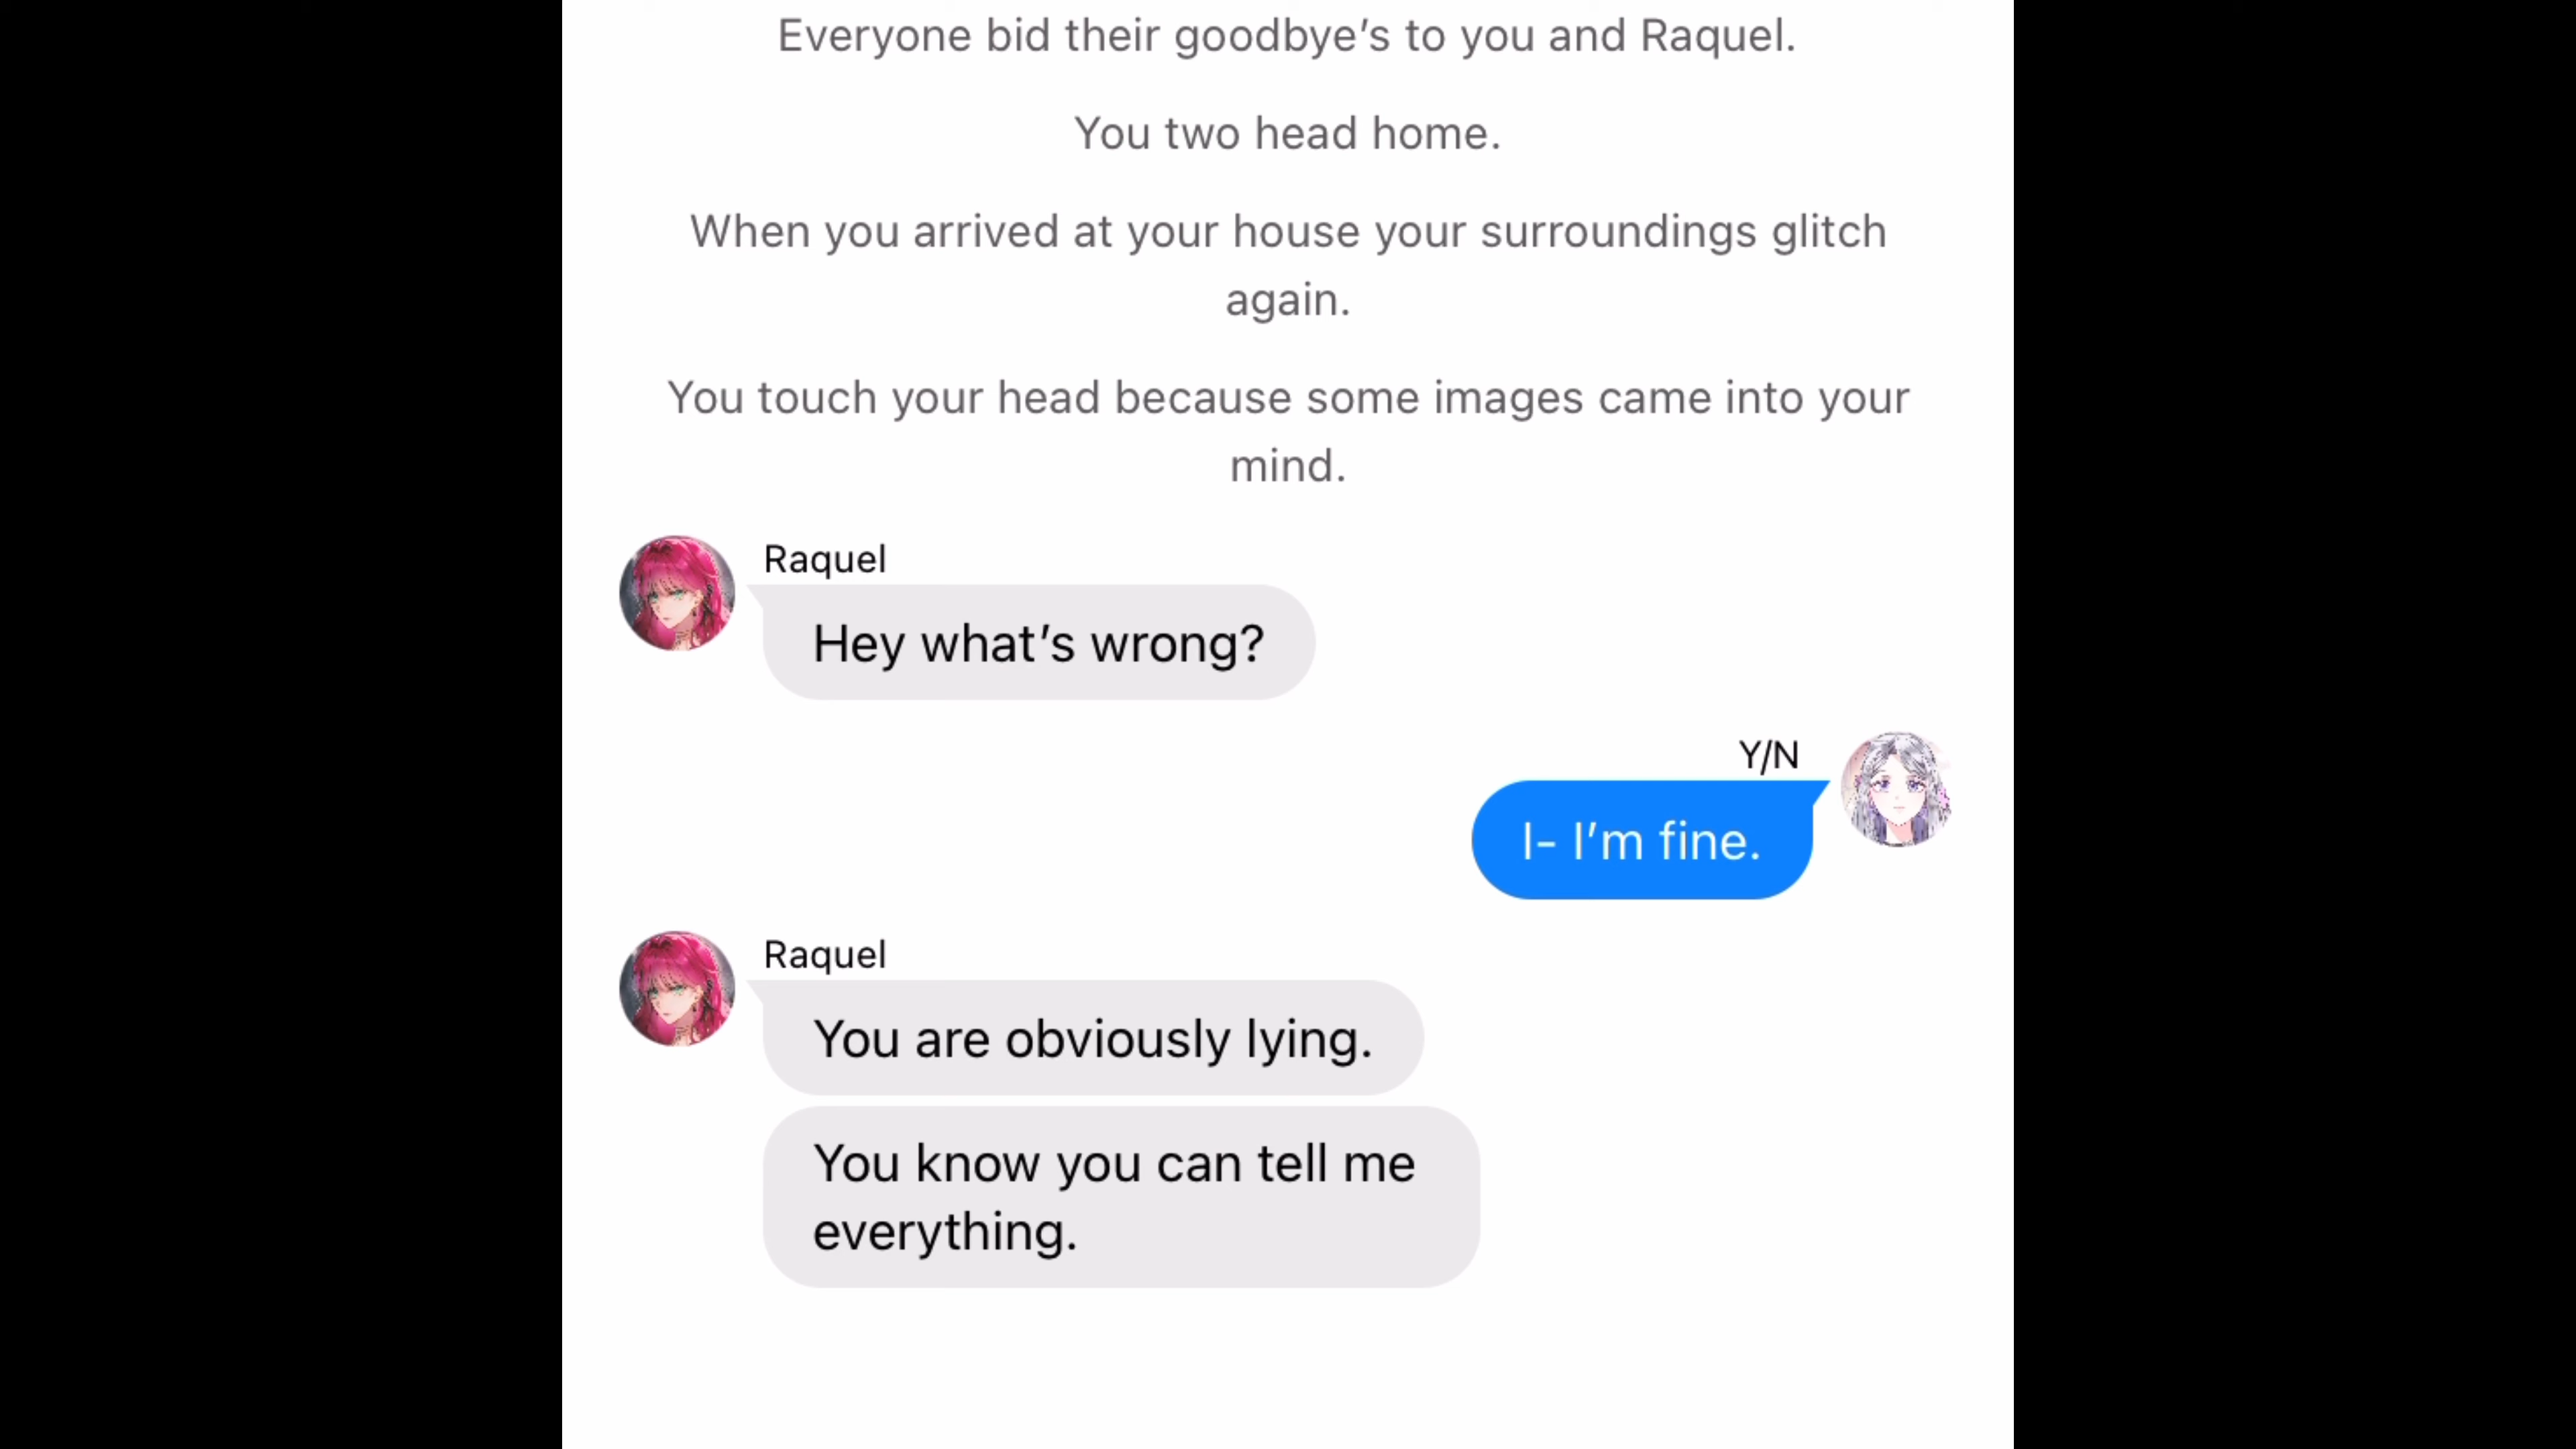 Everyone bid their goodbye’s to you and Raquel.
You two head home.
When you arrived at your house your surroundings glitch
again.
You touch your head because some images came into your
mind.
Raquel
Hey what’s wrong?
Y/N
I- I’m fine.
Raquel
You are obviously lying.
You know you can tell me
everything.